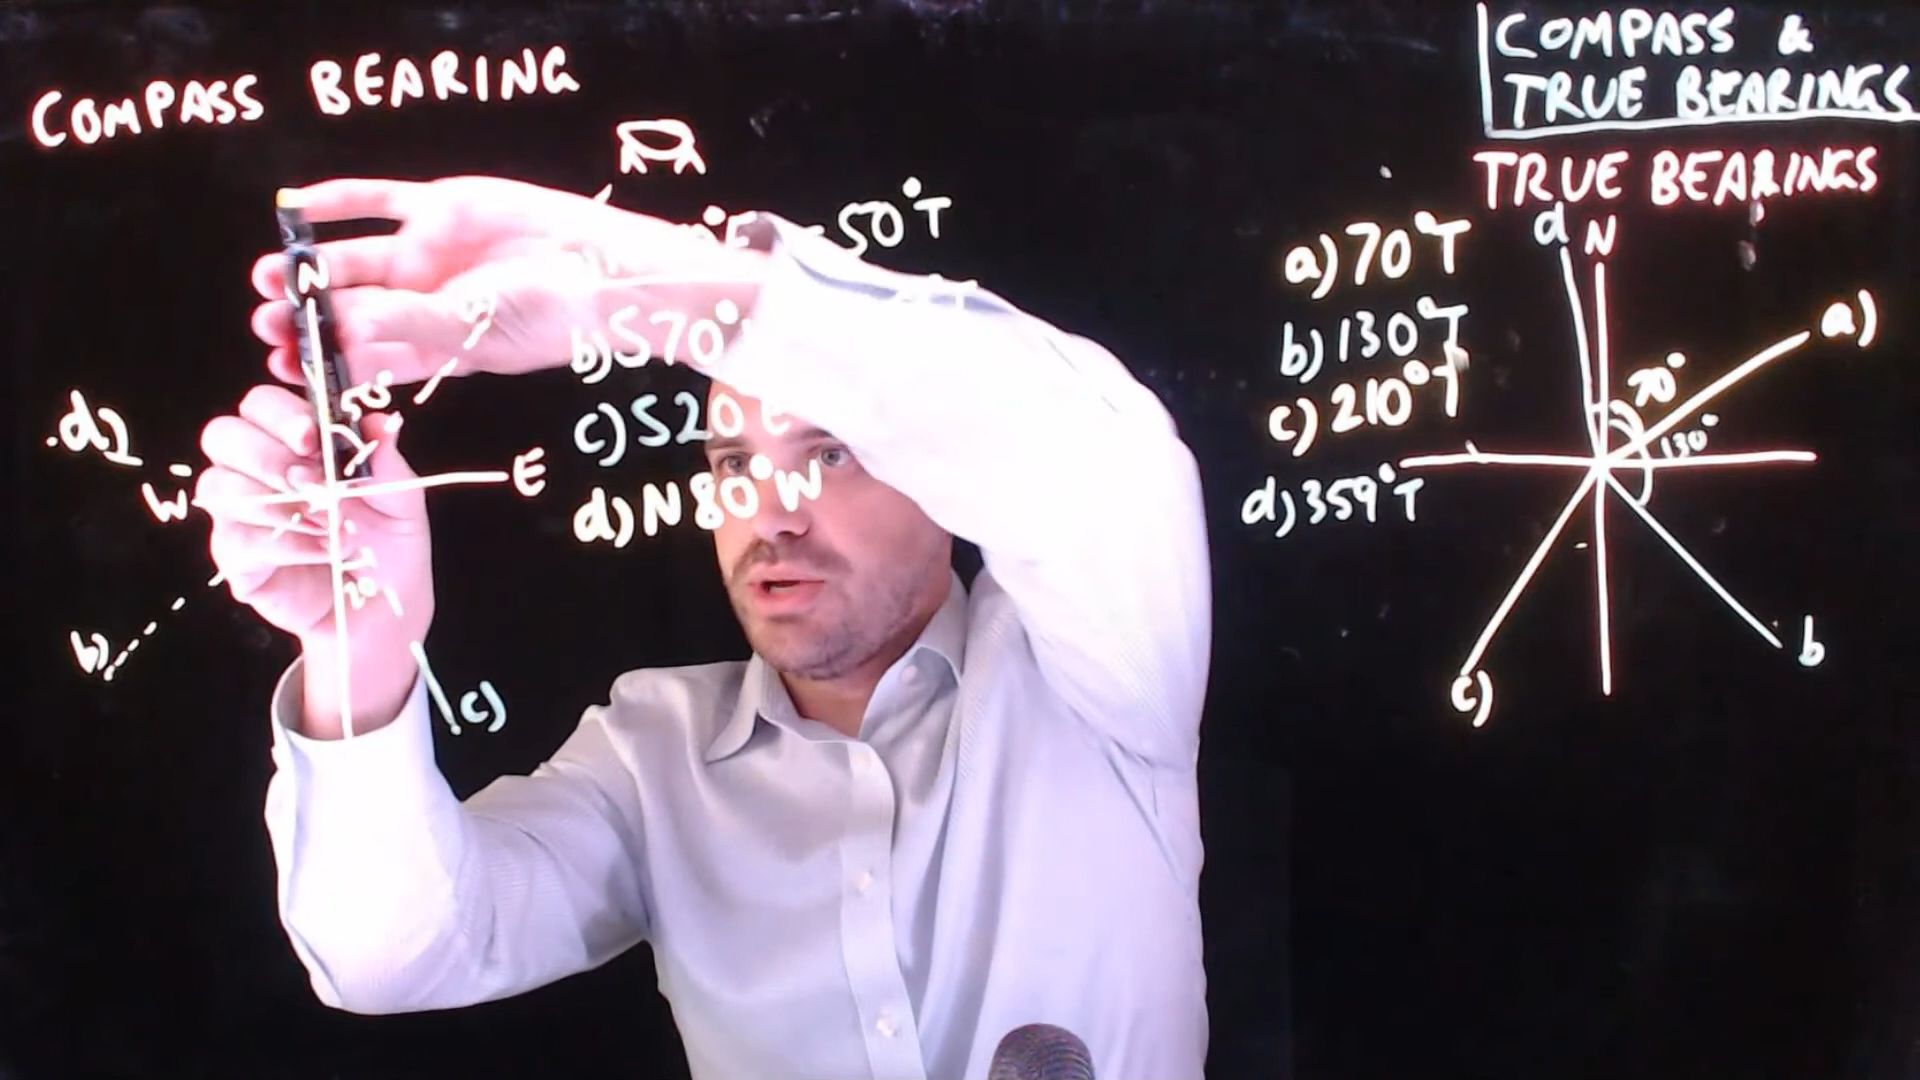 COMPASS BEARING
COMPASS &
TRUE BEARINGS
TRUE BEARINGS
N
50°
E
W
d)
b)
c)
20
°E = 50°T
b) S70°
c) S20°E
d) N80°W
a) 70°T
b) 130°T
c) 210°T
d) 359°T
d
N
a)
70°
130°
b
c)